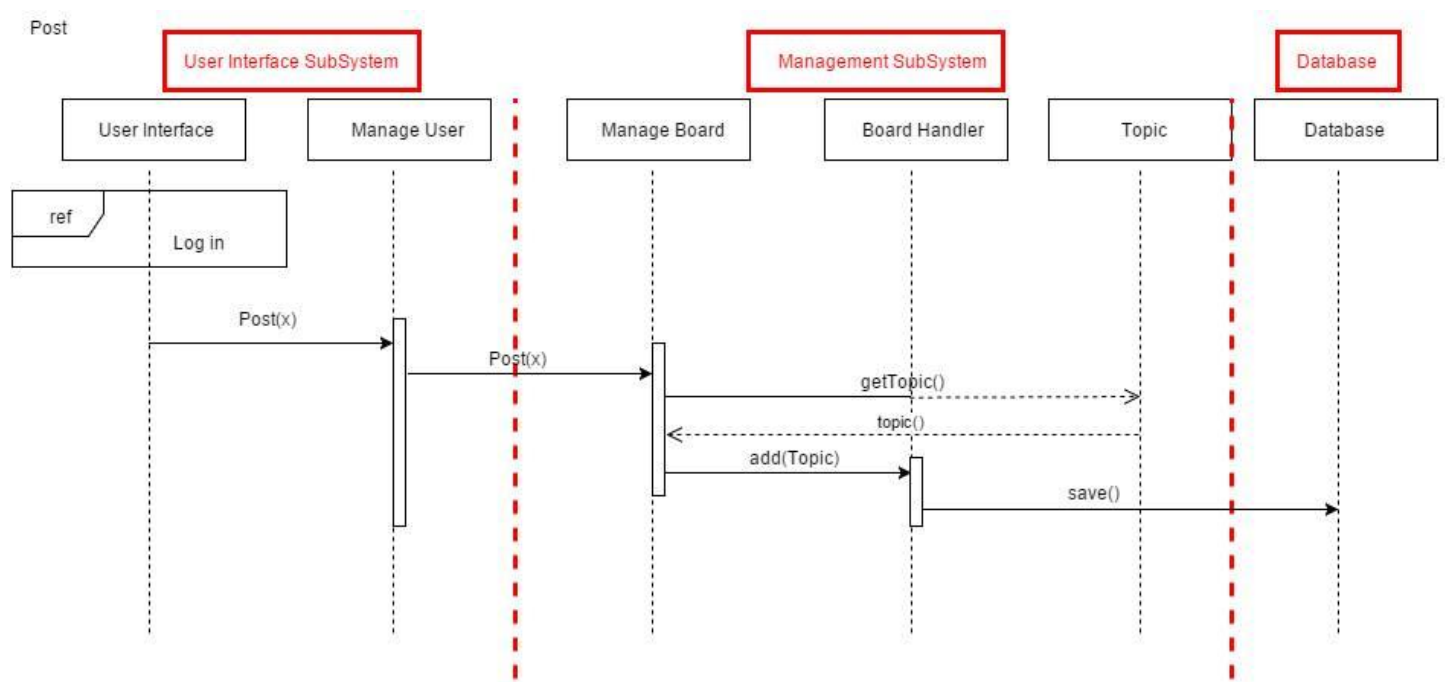 Post
User Interface SubSystem
Management SubSystem
Database
User Interface
Manage User
Manage Board
Board Handler
Topic
Database
ref
Log in
Post(x)
Post(x)
getTopic()
topic()
add(Topic)
save()